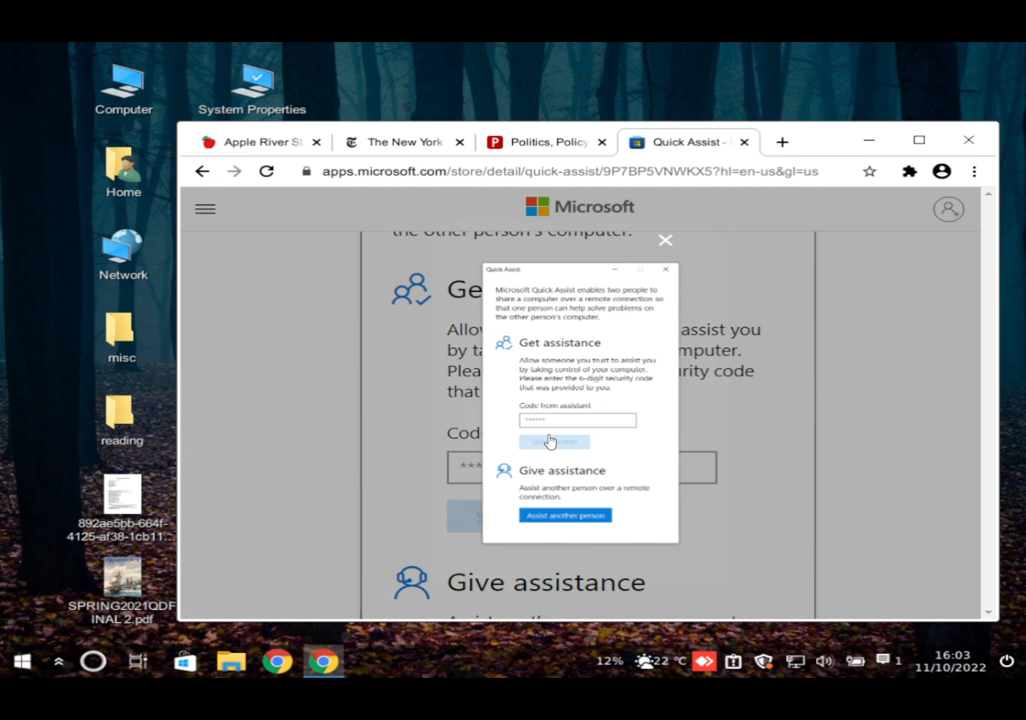 Computer
System Properties
Home
Network
misc
reading
892ae5bb-664f-
4125-af38-1cb11...
SPRING2021QDF
INAL 2.pdf
Apple River St
The New York
Politics, Policy,
Quick Assist -
apps.microsoft.com/store/detail/quick-assist/9P7BP5VNWKX5?hl=en-us&gl=us
Microsoft
the other person's computer.
Ge
Allo
assist you
by ta
mputer.
Plea
urity code
that
Cod
***
S
Give assistance
Quick Assist
Microsoft Quick Assist enables two people to
share a computer over a remote connection so
that one person can help solve problems on
the other person's computer.
Get assistance
Allow someone you trust to assist you
by taking control of your computer.
Please enter the 6-digit security code
that was provided to you.
Code from assistant
******
Give assistance
Assist another person over a remote
connection.
Assist another person
12%
22 °C
1
16:03
11/10/2022